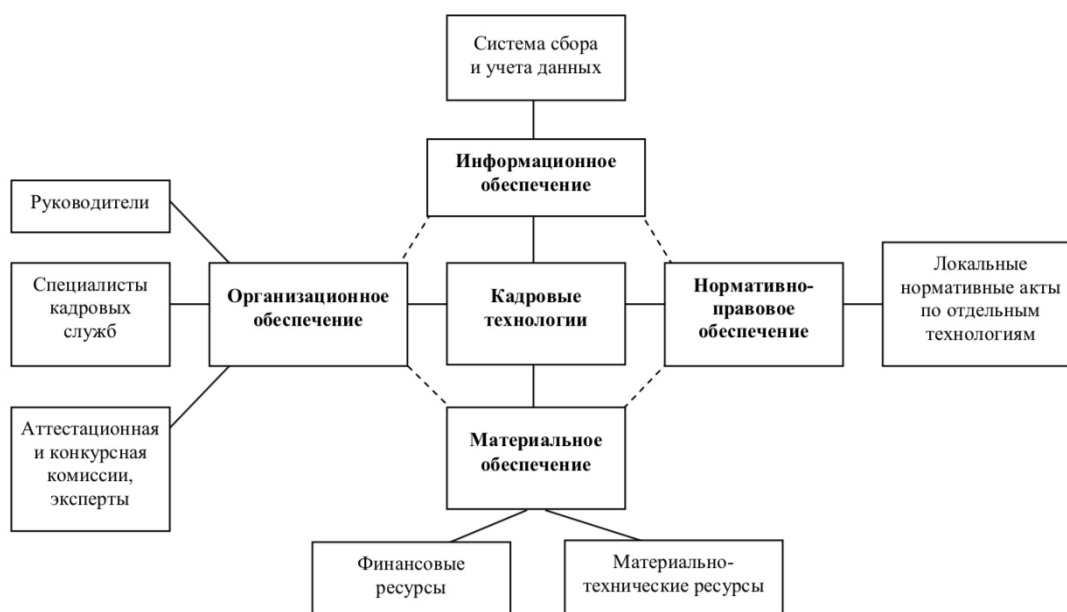 Система сбора
и учета данных
Информационное
обеспечение
Руководители
Специалисты
кадровых
служб
Организационное
обеспечение
Кадровые
технологии
Нормативно-
правовое
обеспечение
Локальные
нормативные акты
по отдельным
технологиям
Аттестационная
и конкурсная
комиссии,
эксперты
Материальное
обеспечение
Финансовые
ресурсы
Материально-
технические ресурсы